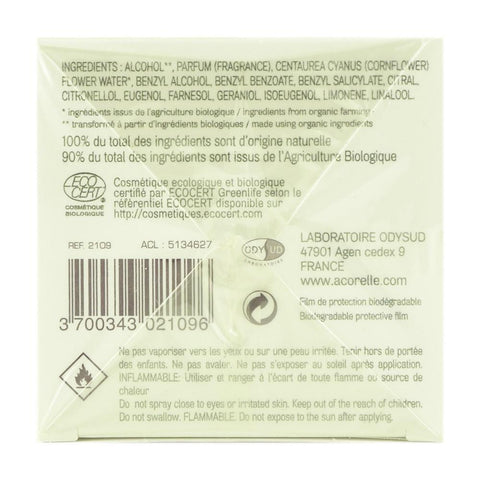 INGREDIENTS : ALCOHOL**, PARFUM (FRAGRANCE), CENTAUREA CYANUS (CORNFLOWER)
FLOWER WATER*, BENZYL ALCOHOL, BENZYL BENZOATE, BENZYL SALICYLATE, CITRAL,
CITRONELLOL, EUGENOL, FARNESOL, GERANIOL, ISOEUGENOL, LIMONENE, LINALOOL.
* ingrédients issus de l'agriculture biologique / ingredients from organic farming
** transformé à partir d'ingrédients biologiques / made using organic ingredients
100% du total des ingrédients sont d'origine naturelle
90% du total des ingrédients sont issus de l'Agriculture Biologique
ECO
CERT
COSMÉTIQUE
BIOLOGIQUE
Cosmétique ecologique et biologique
certifié par ECOCERT Greenlife selon le
référentiel ÉCOCERT disponible sur
http://cosmetiques.ecocert.com
REF. 2109
ACL : 5134627
ODYSUD
LABORATOIRE
LABORATOIRE ODYSUD
47901 Agen cedex 9
FRANCE
www.acorelle.com
Film de protection biodégradable
Biodegradable protective film
3 700343 021096
Ne pas vaporiser vers les yeux ou sur une peau irritée. Tenir hors de portée
des enfants. Ne pas avaler. Ne pas s'exposer au soleil après application.
INFLAMMABLE: Utiliser et ranger à l'écart de toute flamme ou source de
chaleur
Do not spray close to eyes or irritated skin. Keep out of the reach of children.
Do not swallow. FLAMMABLE. Do not expose to the sun after applying.